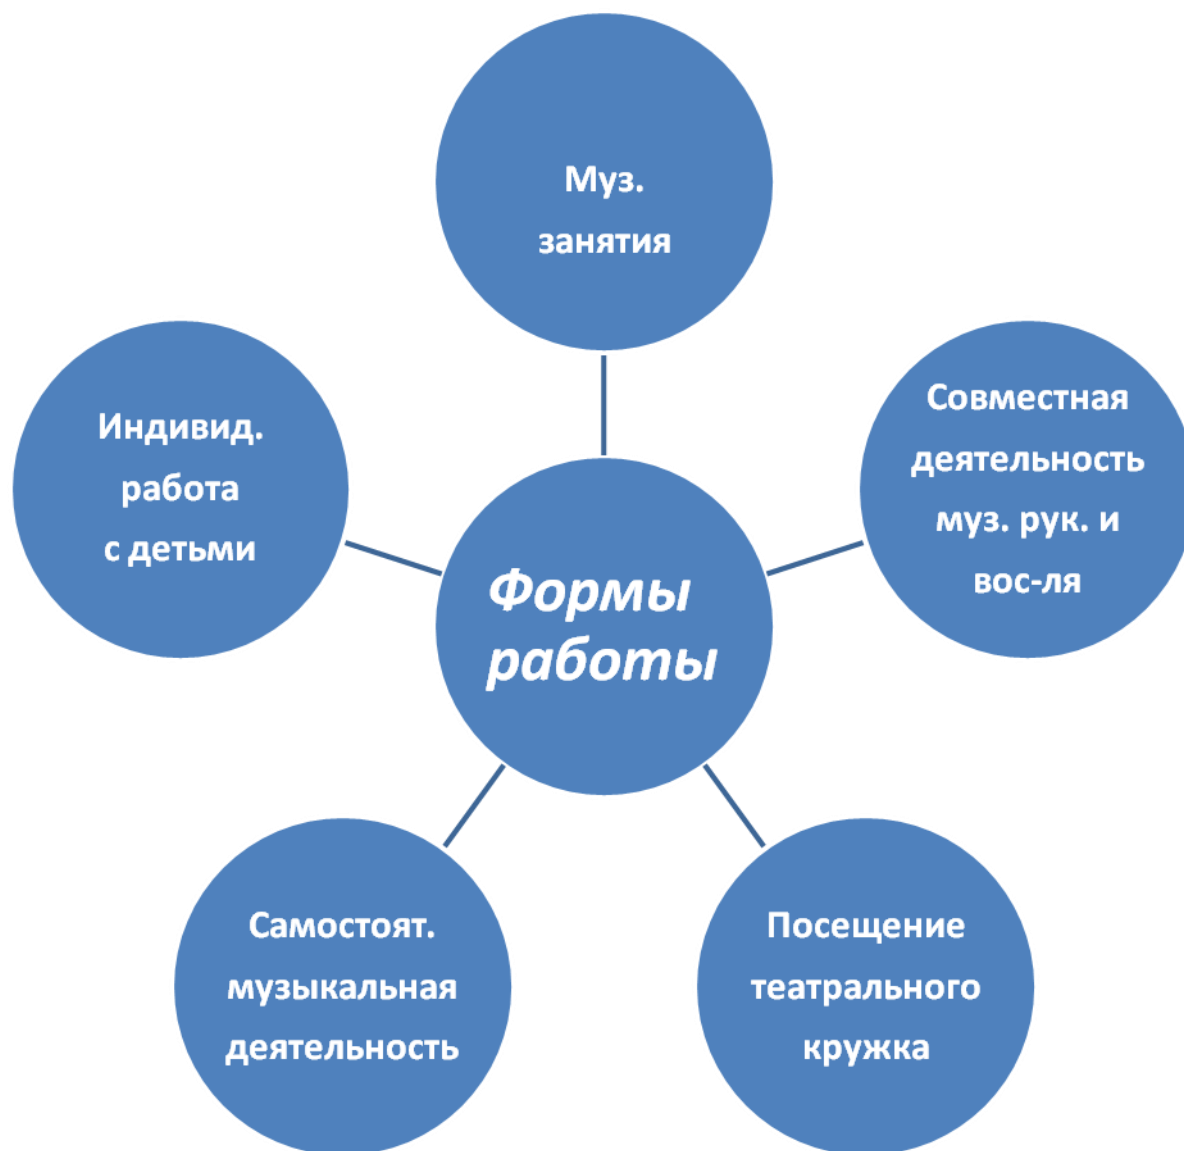 Муз.
занятия
Индивид.
работа
с детьми
Совместная
деятельность
муз. рук. и
вос-ля
Формы
работы
Самостоят.
музыкальная
деятельность
Посещение
театрального
кружка